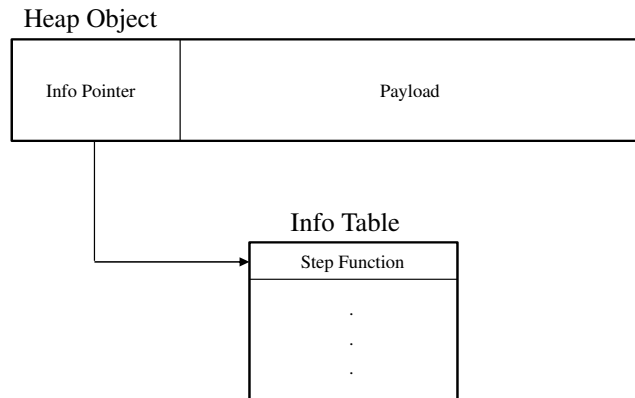 Heap Object
Info Pointer
Payload
Info Table
Step Function
.
.
.